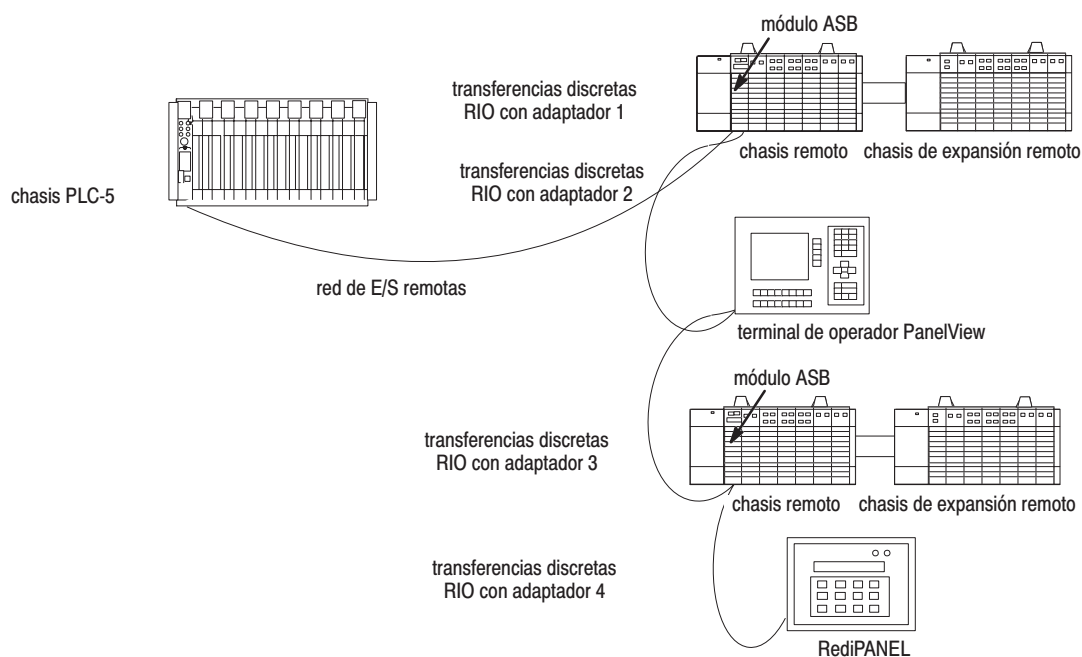 módulo ASB
transferencias discretas
RIO con adaptador 1
chasis remoto
chasis de expansión remoto
transferencias discretas
RIO con adaptador 2
chasis PLC-5
red de E/S remotas
terminal de operador PanelView
módulo ASB
transferencias discretas
RIO con adaptador 3
chasis remoto
chasis de expansión remoto
transferencias discretas
RIO con adaptador 4
RediPANEL